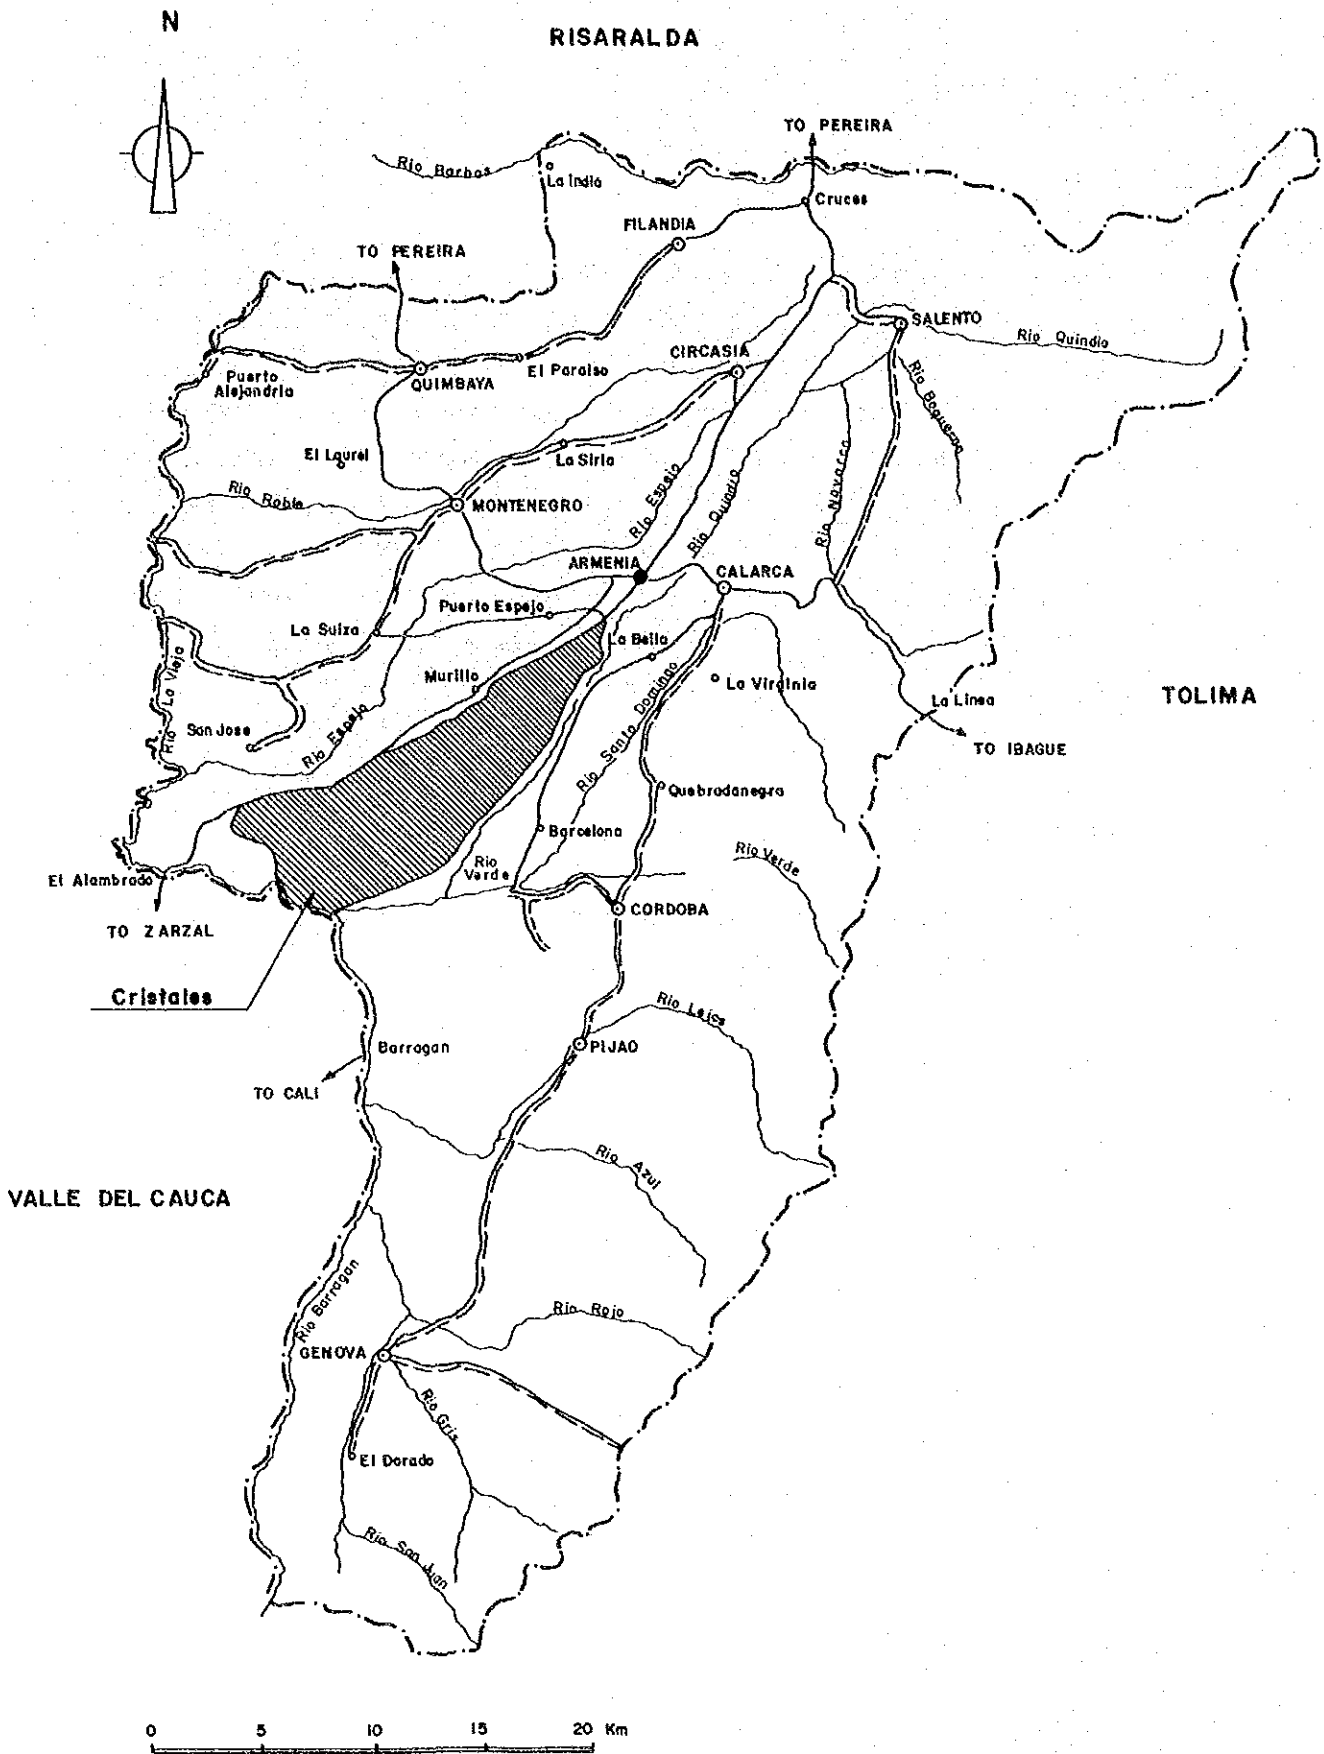 N
RISARALDA
TO PEREIRA
Rio Barbas
La India
Cruces
FILANDIA
TO PEREIRA
SALENTO
Rio Quindio
CIRCASIA
El Paraiso
Puerto
Alejandria
QUIMBAYA
Rio Boquerno
El Laurel
La Siria
Rio Espejo
Rio Quindio
Rio Navarco
Rio Roble
MONTENEGRO
ARMENIA
CALARCA
Puerto Espejo
La Suiza
La Bella
Murillo
La Virginia
La Linea
TOLIMA
Rio La Vieja
San Jose
Rio Espejo
Rio Santo Domingo
TO IBAGUE
Quebradanegra
Barcelona
Rio
Verde
Rio Verde
El Alambrado
CORDOBA
TO ZARZAL
Cristales
Rio Lejos
Barragan
PIJAO
TO CALI
Rio Azul
VALLE DEL CAUCA
Rio Barragan
Rio Rojo
GENOVA
Rio Gris
El Dorado
Rio San Juan
0 5 10 15 20 Km